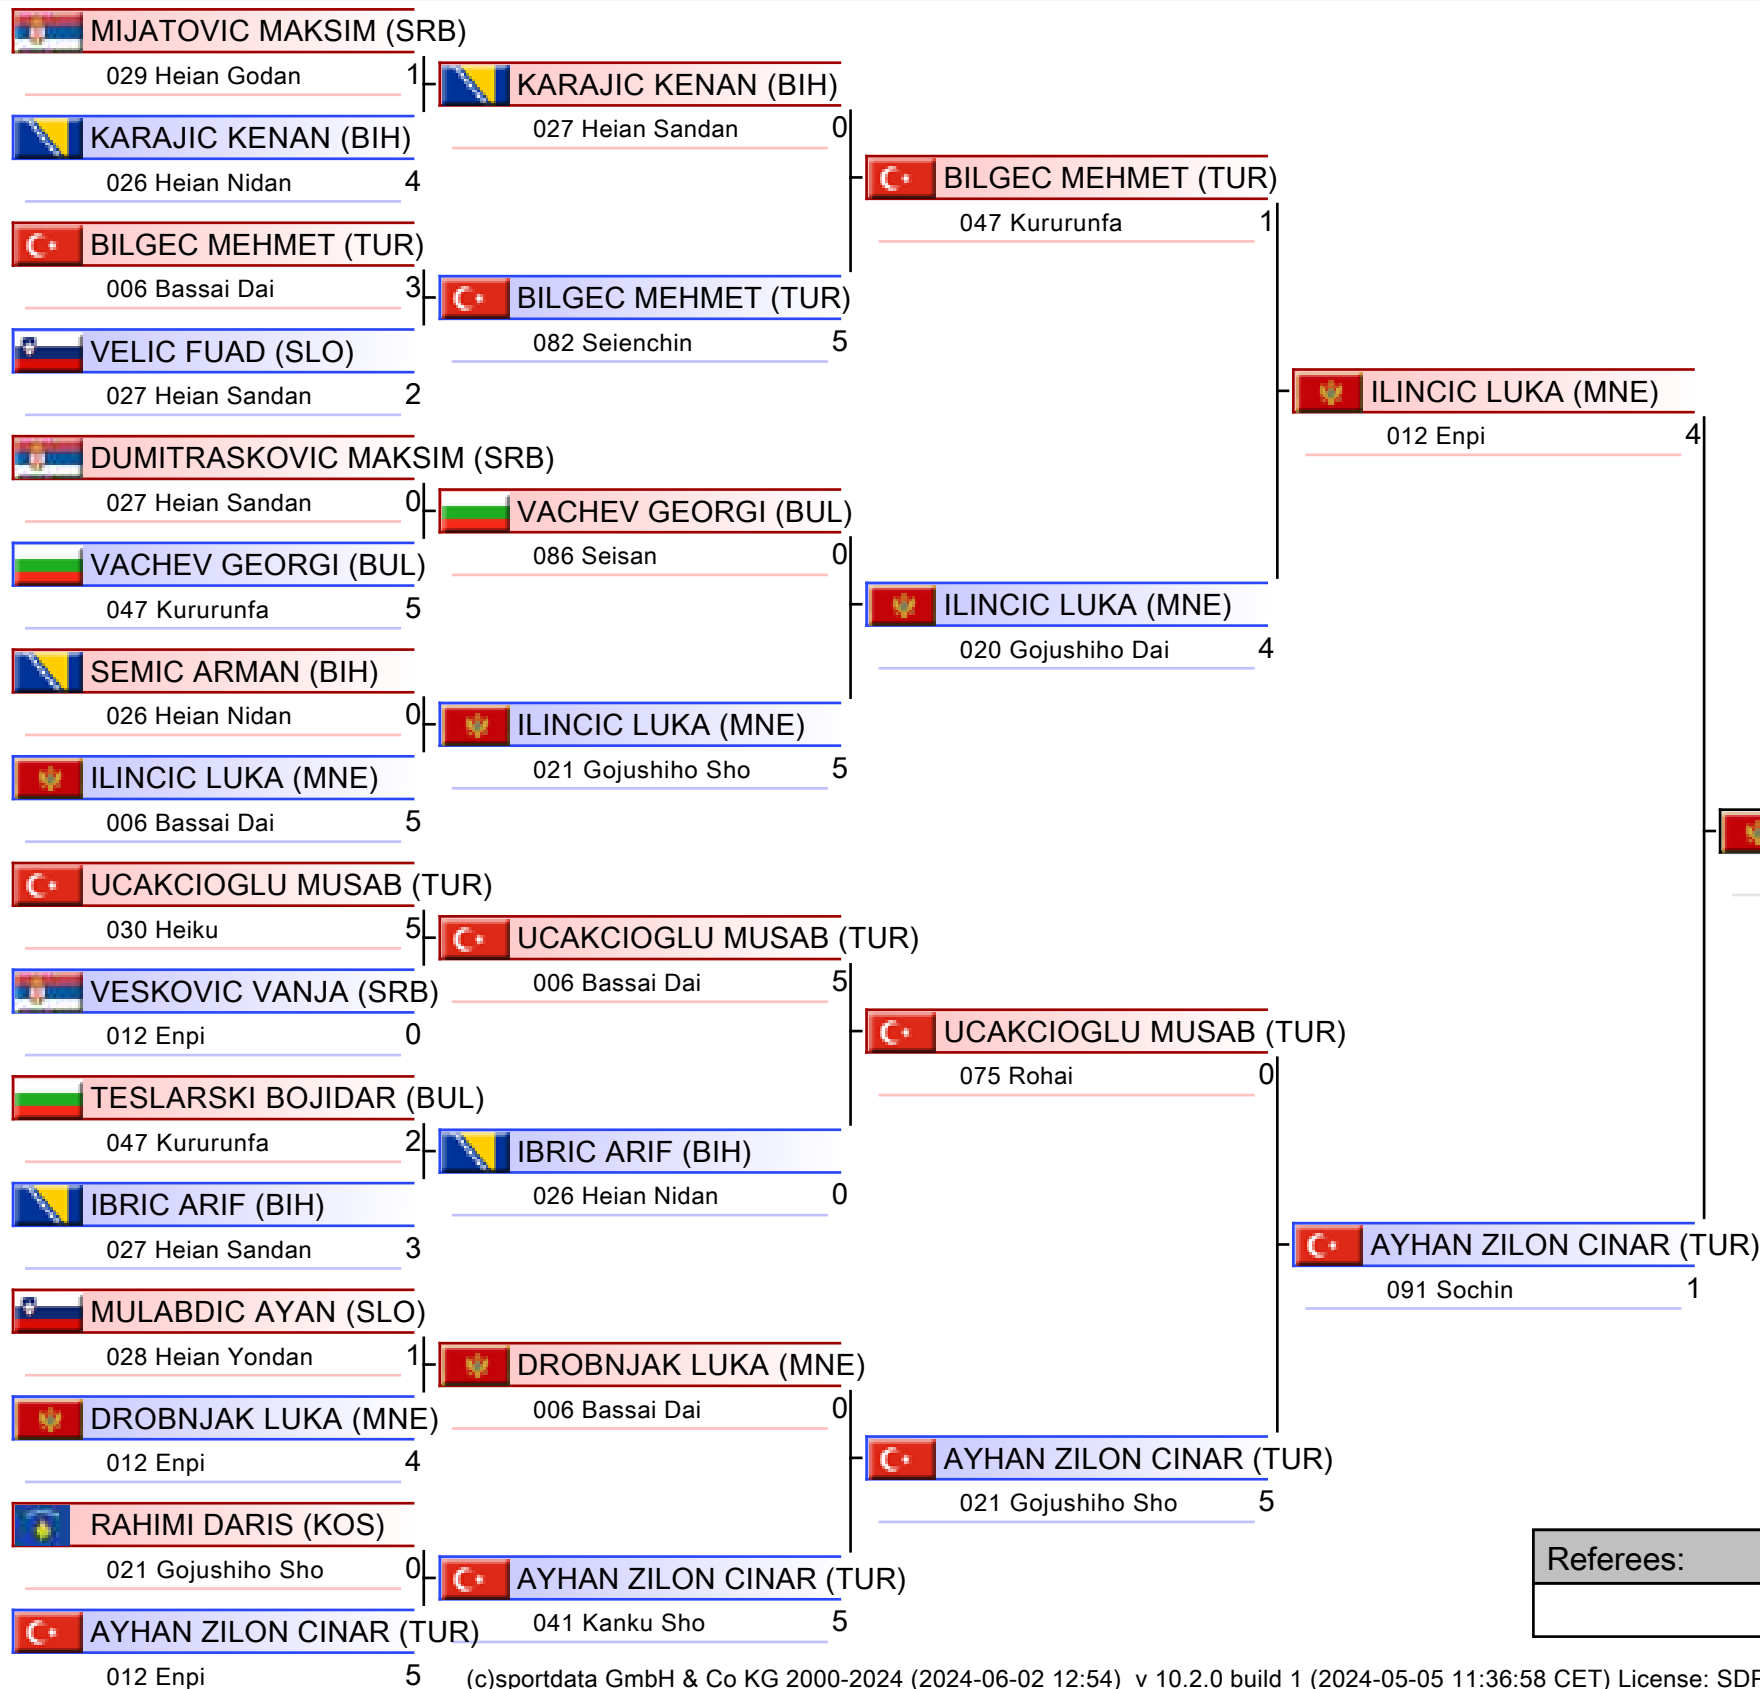 MIJATOVIC MAKSIM (SRB)
029 Heian Godan 1
KARAJIC KENAN (BIH)
026 Heian Nidan 4
BILGEC MEHMET (TUR)
006 Bassai Dai 3
VELIC FUAD (SLO)
027 Heian Sandan 2
DUMITRASKOVIC MAKSIM (SRB)
027 Heian Sandan 0
VACHEV GEORGI (BUL)
047 Kururunfa 5
SEMIC ARMAN (BIH)
026 Heian Nidan 0
ILINCIC LUKA (MNE)
006 Bassai Dai 5
UCAKCIOGLU MUSAB (TUR)
030 Heiku 5
VESKOVIC VANJA (SRB)
012 Enpi 0
TESLARSKI BOJIDAR (BUL)
047 Kururunfa 2
IBRIC ARIF (BIH)
027 Heian Sandan 3
MULABDIC AYAN (SLO)
028 Heian Yondan 1
DROBNJAK LUKA (MNE)
012 Enpi 4
RAHIMI DARIS (KOS)
021 Gojushiho Sho 0
AYHAN ZILON CINAR (TUR)
012 Enpi 5
KARAJIC KENAN (BIH)
027 Heian Sandan 0
BILGEC MEHMET (TUR)
082 Seienchin 5
VACHEV GEORGI (BUL)
086 Seisan 0
ILINCIC LUKA (MNE)
021 Gojushiho Sho 5
UCAKCIOGLU MUSAB (TUR)
006 Bassai Dai 5
IBRIC ARIF (BIH)
026 Heian Nidan 0
DROBNJAK LUKA (MNE)
006 Bassai Dai 0
AYHAN ZILON CINAR (TUR)
041 Kanku Sho 5
BILGEC MEHMET (TUR)
047 Kururunfa 1
ILINCIC LUKA (MNE)
020 Gojushiho Dai 4
UCAKCIOGLU MUSAB (TUR)
075 Rohai 0
AYHAN ZILON CINAR (TUR)
021 Gojushiho Sho 5
ILINCIC LUKA (MNE)
012 Enpi 4
AYHAN ZILON CINAR (TUR)
091 Sochin 1
Referees:
(c)sportdata GmbH & Co KG 2000-2024 (2024-06-02 12:54) v 10.2.0 build 1 (2024-05-05 11:36:58 CET) License: SDP